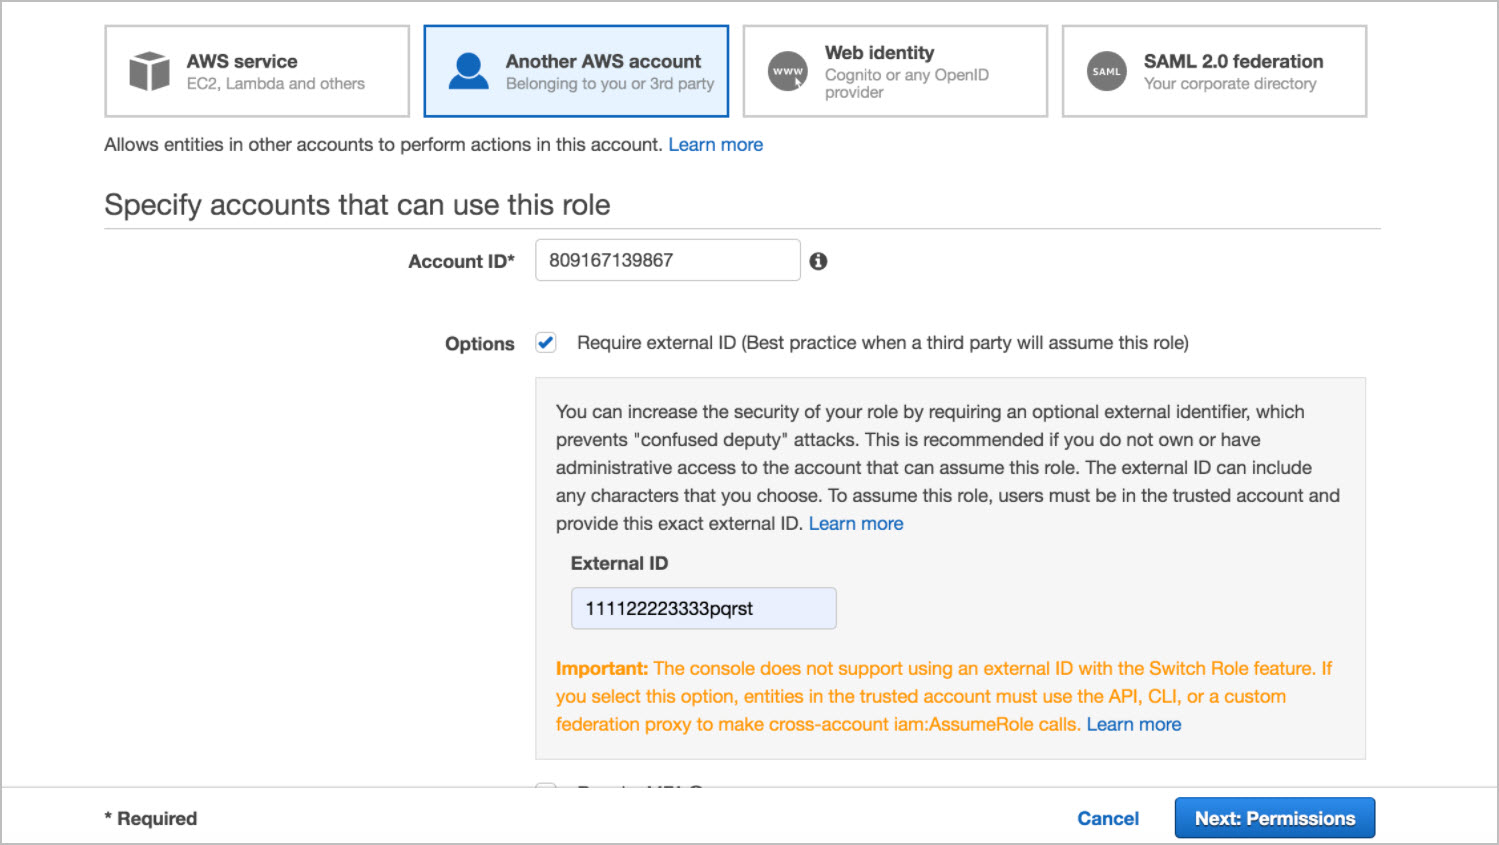 AWS service
EC2, Lambda and others
Another AWS account
Belonging to you or 3rd party
www
Web identity
Cognito or any OpenID
provider
SAML
SAML 2.0 federation
Your corporate directory
Allows entities in other accounts to perform actions in this account. Learn more
Specify accounts that can use this role
Account ID* 809167139867
Options Require external ID (Best practice when a third party will assume this role)
You can increase the security of your role by requiring an optional external identifier, which
prevents "confused deputy" attacks. This is recommended if you do not own or have
administrative access to the account that can assume this role. The external ID can include
any characters that you choose. To assume this role, users must be in the trusted account and
provide this exact external ID. Learn more
External ID
111122223333pqrst
Important: The console does not support using an external ID with the Switch Role feature. If
you select this option, entities in the trusted account must use the API, CLI, or a custom
federation proxy to make cross-account iam:AssumeRole calls. Learn more
* Required
Cancel
Next: Permissions